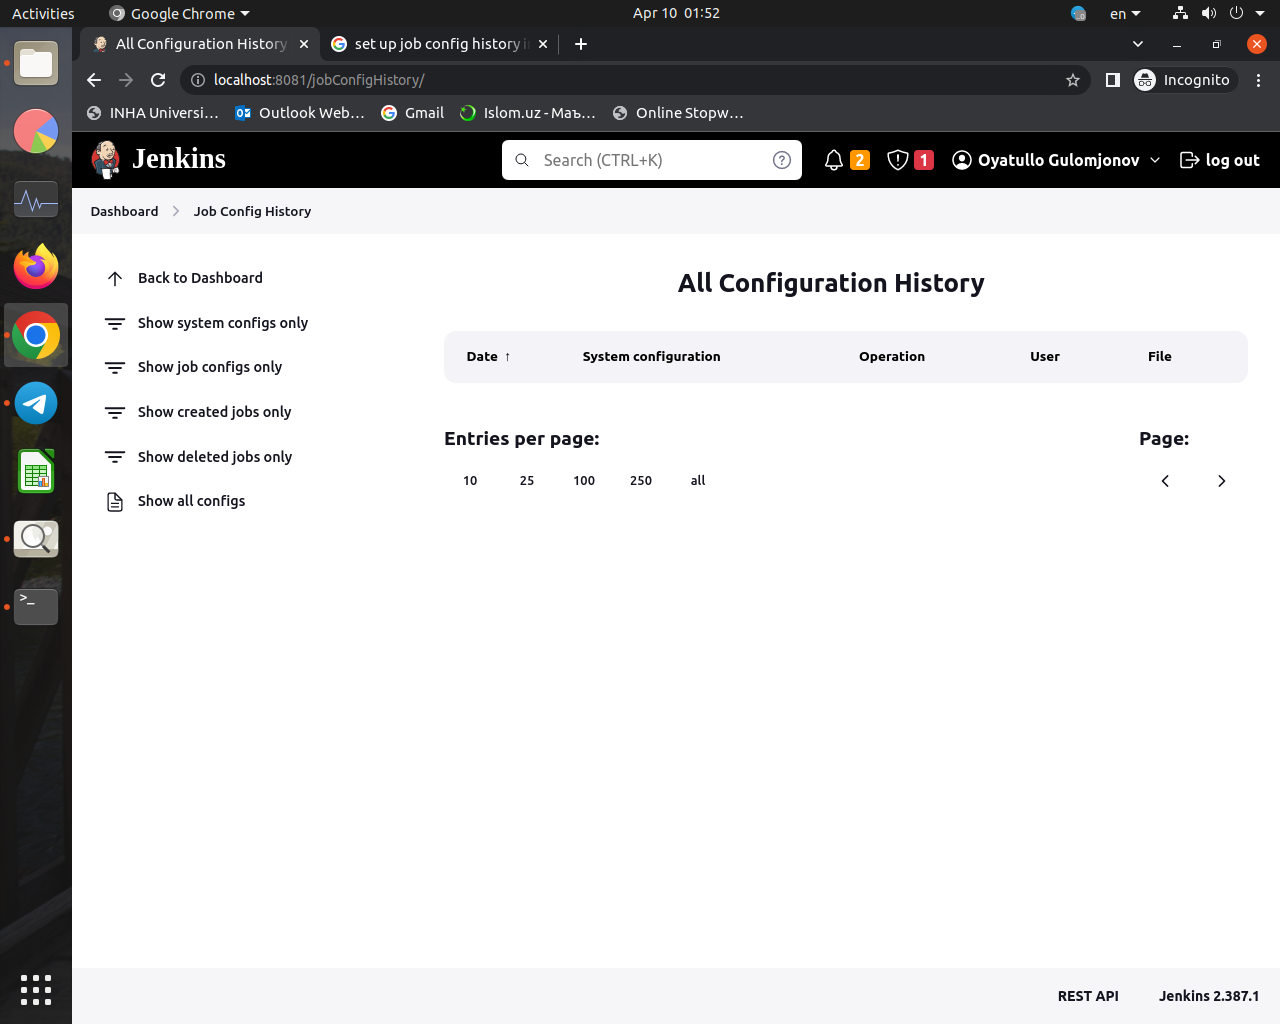 Activities
Google Chrome
Apr 10 01:52
en
All Configuration History
set up job config history i
localhost:8081/jobConfigHistory/
Incognito
INHA Universi…
Outlook Web…
Gmail
Islom.uz - Маъ…
Online Stopw…
Jenkins
Search (CTRL+K)
2
1
Oyatullo Gulomjonov
log out
Dashboard
Job Config History
Back to Dashboard
Show system configs only
Show job configs only
Show created jobs only
Show deleted jobs only
Show all configs
All Configuration History
Date ↑ System configuration Operation User File
Entries per page:
10 25 100 250 all
Page:
REST API
Jenkins 2.387.1